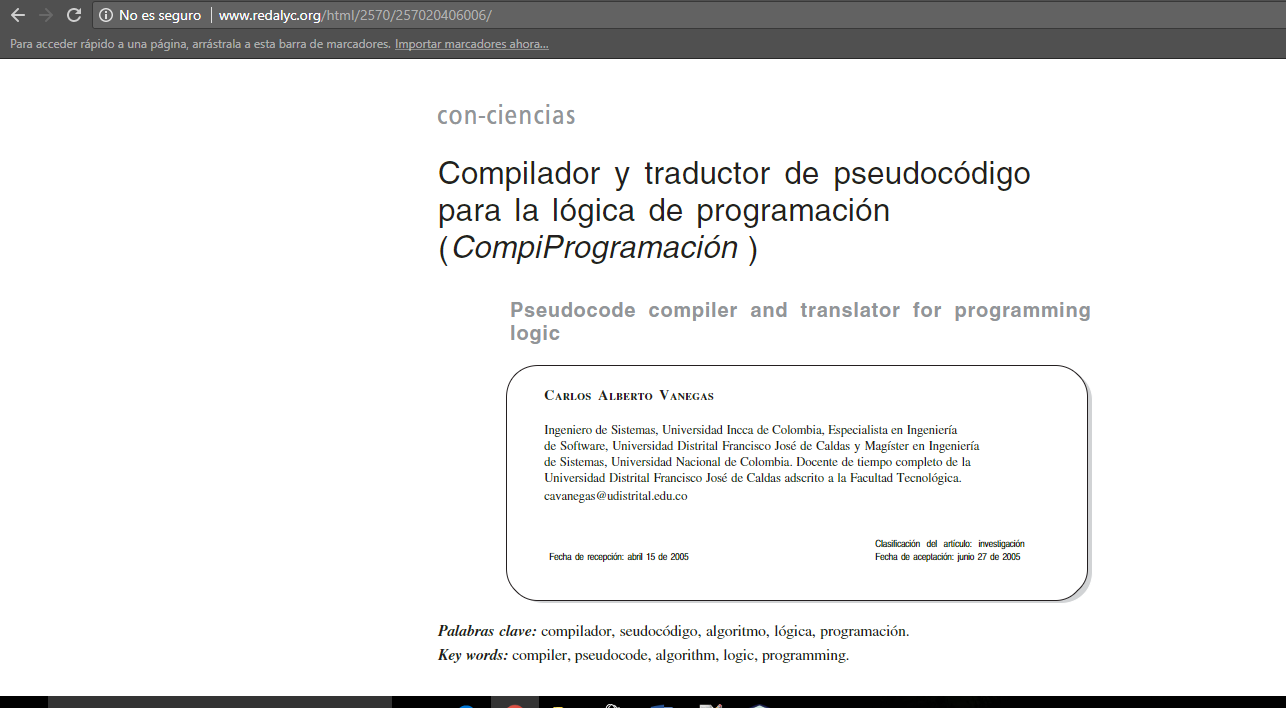 No es seguro | www.redalyc.org/html/2570/257020406006/
Para acceder rápido a una página, arrástrala a esta barra de marcadores. Importar marcadores ahora...
con-ciencias
Compilador y traductor de pseudocódigo
para la lógica de programación
(CompiProgramación )
Pseudocode compiler and translator for programming
logic
Carlos Alberto Vanegas
Ingeniero de Sistemas, Universidad Incca de Colombia, Especialista en Ingeniería
de Software, Universidad Distrital Francisco José de Caldas y Magíster en Ingeniería
de Sistemas, Universidad Nacional de Colombia. Docente de tiempo completo de la
Universidad Distrital Francisco José de Caldas adscrito a la Facultad Tecnológica.
cavanegas@udistrital.edu.co
Clasificación del artículo: investigación
Fecha de recepción: abril 15 de 2005
Fecha de aceptación: junio 27 de 2005
Palabras clave: compilador, seudocódigo, algoritmo, lógica, programación.
Key words: compiler, pseudocode, algorithm, logic, programming.